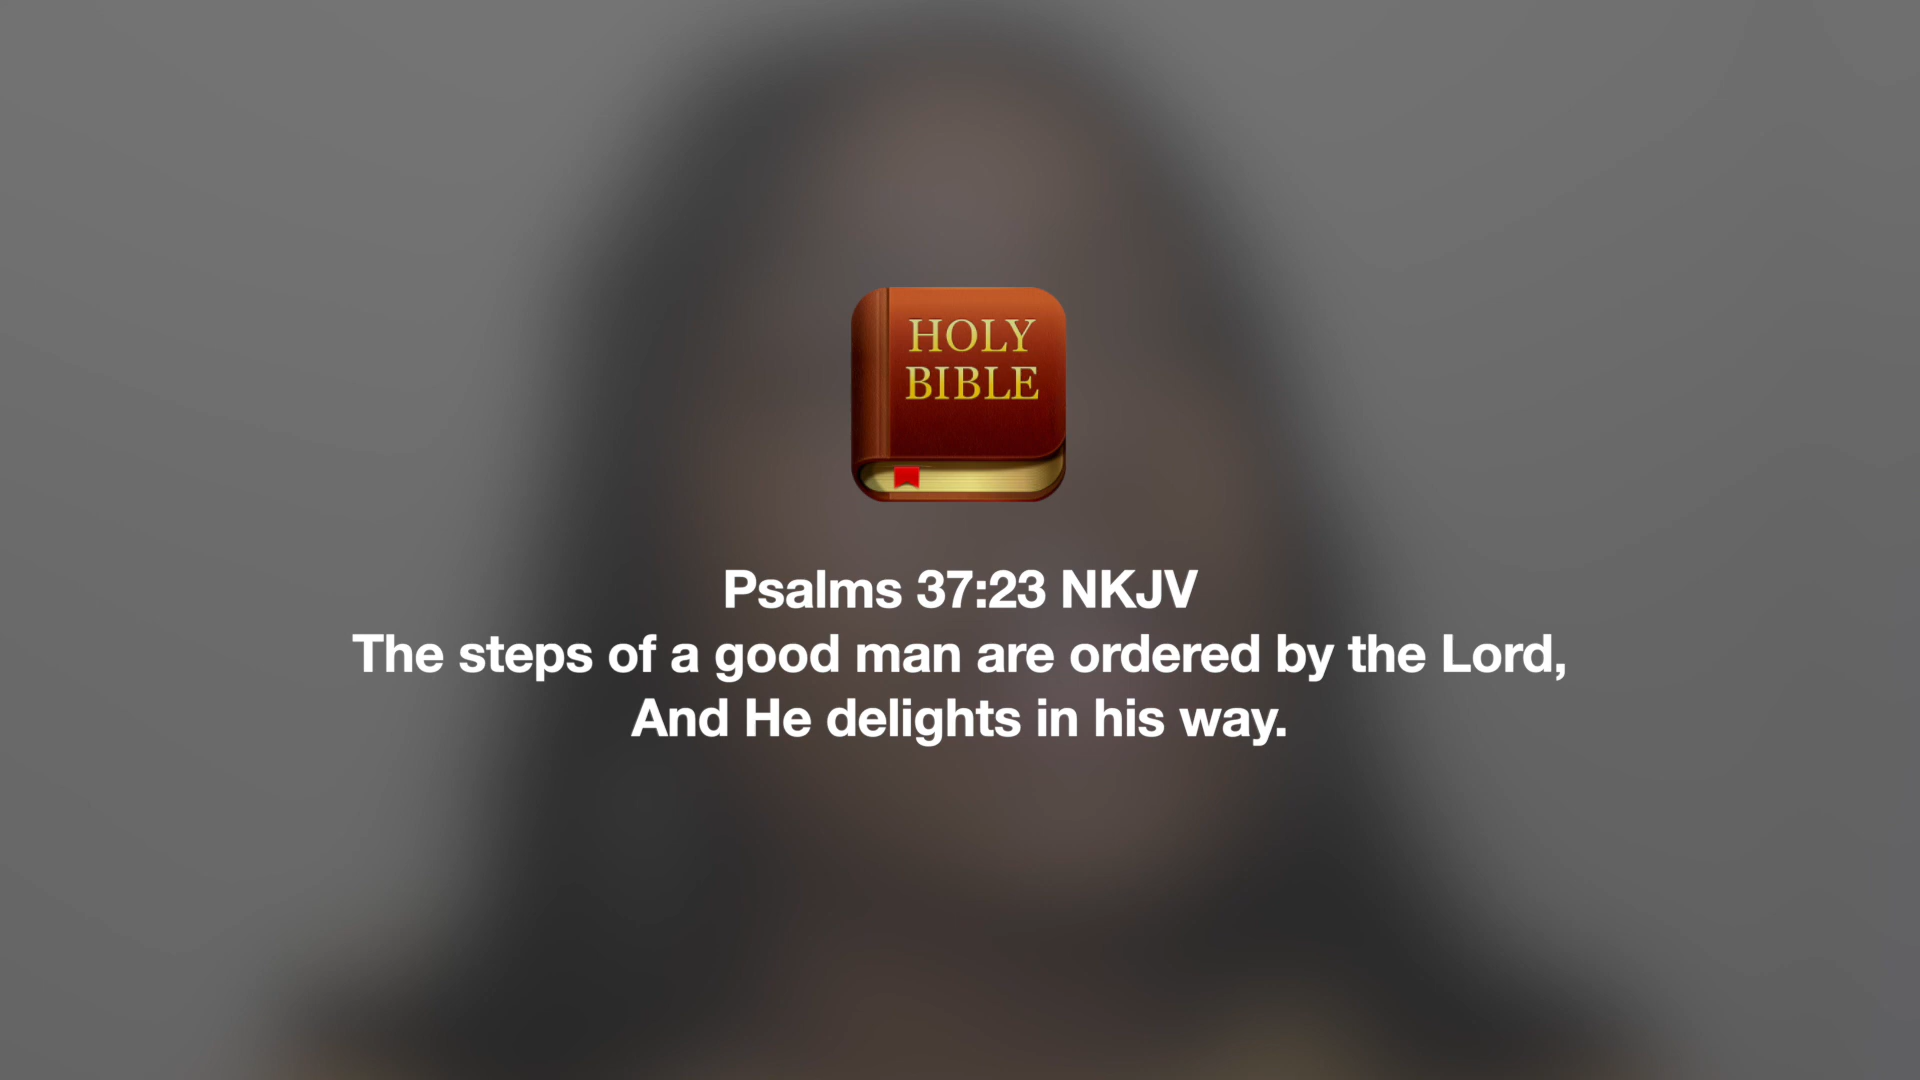 HOLY
BIBLE
Psalms 37:23 NKJV
The steps of a good man are ordered by the Lord,
And He delights in his way.